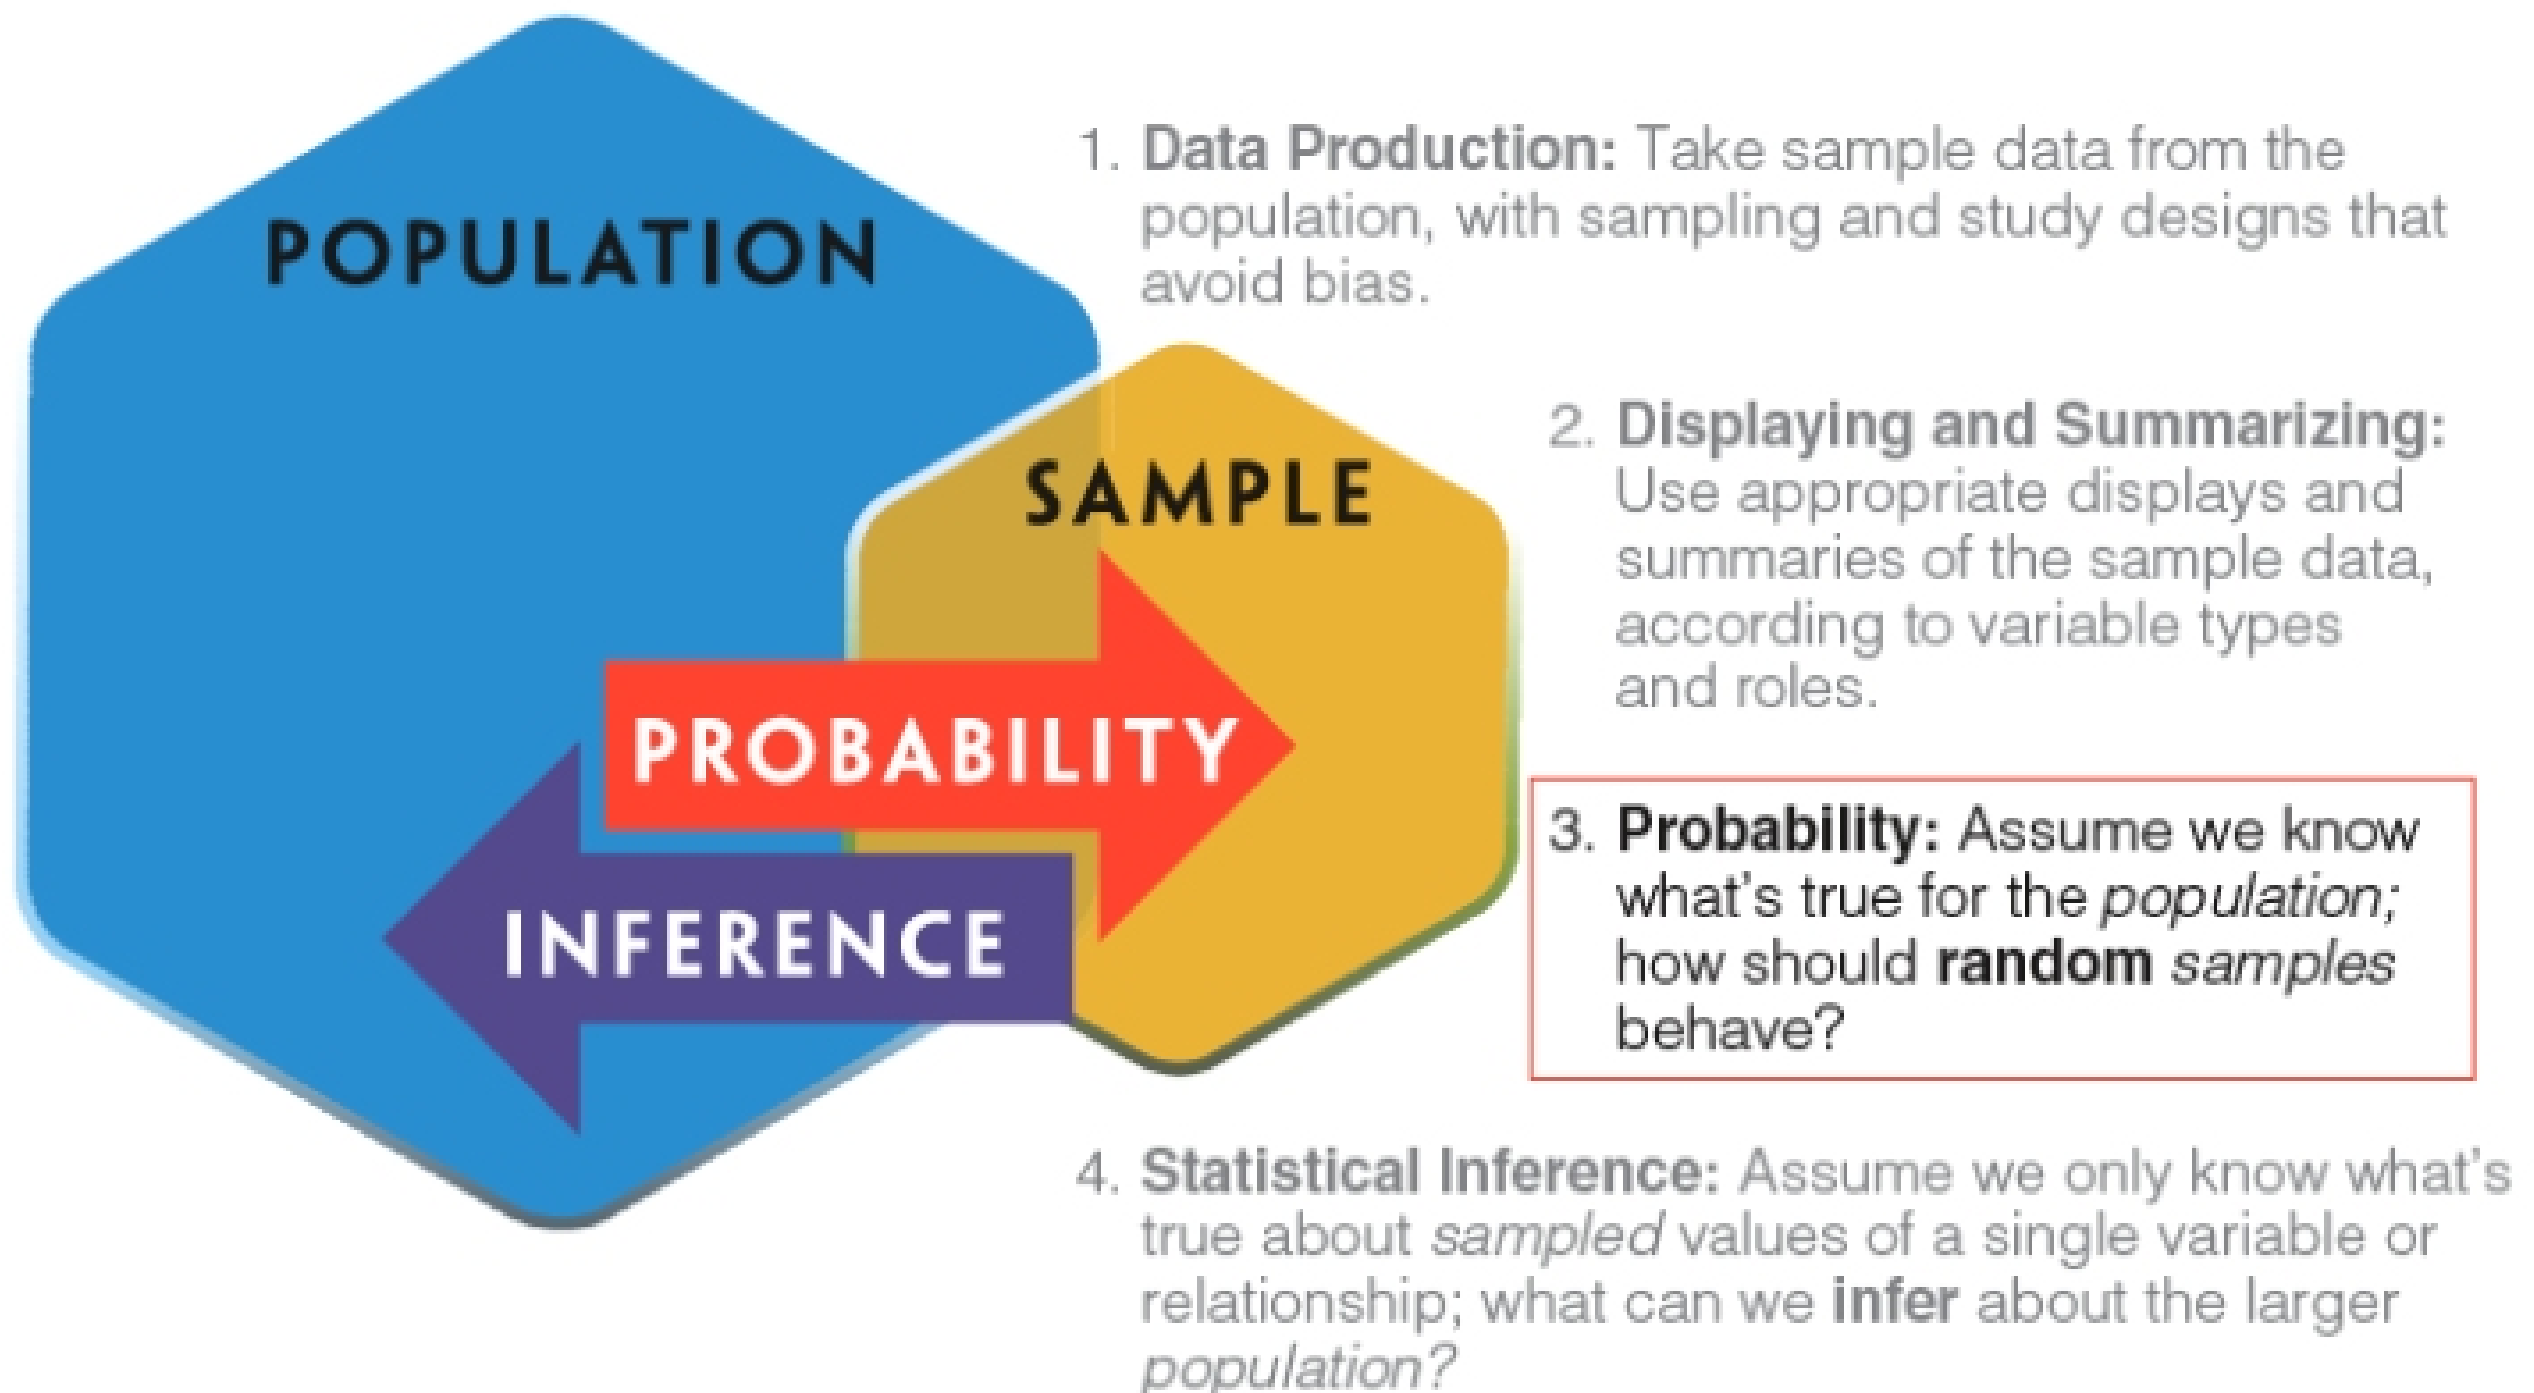 POPULATION
SAMPLE
PROBABILITY
INFERENCE
1. Data Production: Take sample data from the
population, with sampling and study designs that
avoid bias.
2. Displaying and Summarizing:
Use appropriate displays and
summaries of the sample data,
according to variable types
and roles.
3. Probability: Assume we know
what's true for the population;
how should random samples
behave?
4. Statistical Inference: Assume we only know what's
true about sampled values of a single variable or
relationship; what can we infer about the larger
population?